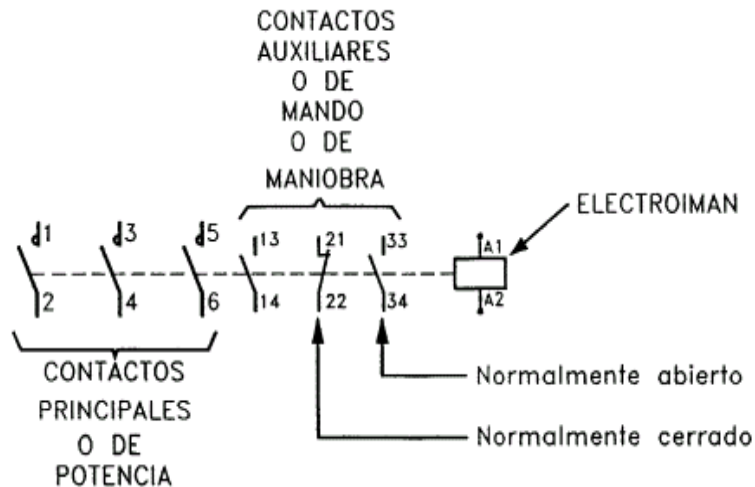 CONTACTOS
AUXILIARES
O DE
MANDO
O DE
MANIOBRA
ELECTROIMAN
1 3 5 13 21 33 A1
2 4 6 14 22 34 A2
CONTACTOS
PRINCIPALES
O DE
POTENCIA
Normalmente abierto
Normalmente cerrado